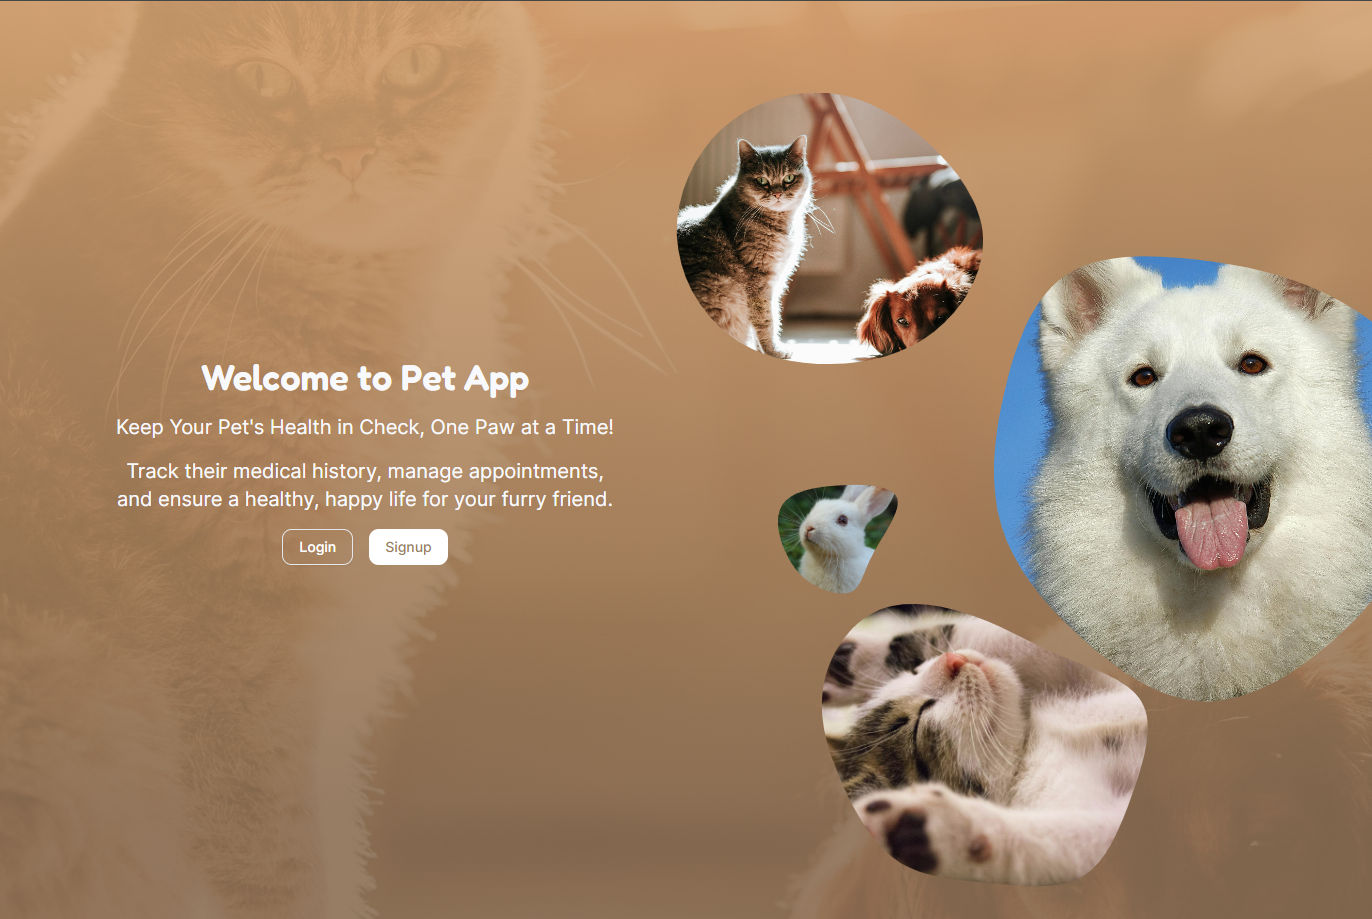 Welcome to Pet App
Keep Your Pet's Health in Check, One Paw at a Time!
Track their medical history, manage appointments,
and ensure a healthy, happy life for your furry friend.
Login Signup